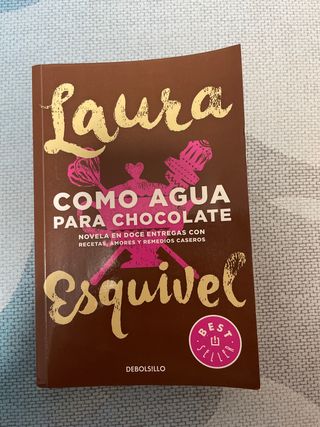 Laura
COMO AGUA
PARA CHOCOLATE
NOVELA EN DOCE ENTREGAS CON
RECETAS, AMORES Y REMEDIOS CASEROS
Esquivel
BEST
SELLER
DEBOLSILLO